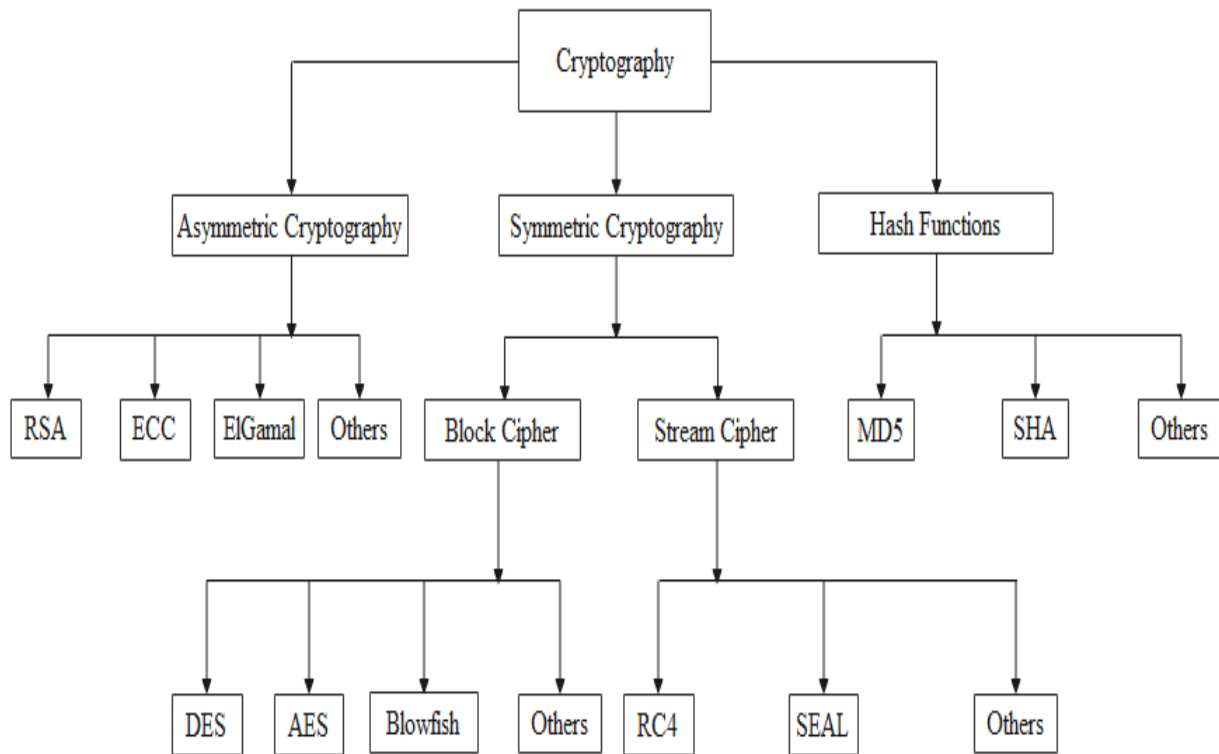 Cryptography
Asymmetric Cryptography
Symmetric Cryptography
Hash Functions
RSA
ECC
ElGamal
Others
Block Cipher
Stream Cipher
MD5
SHA
Others
DES
AES
Blowfish
Others
RC4
SEAL
Others